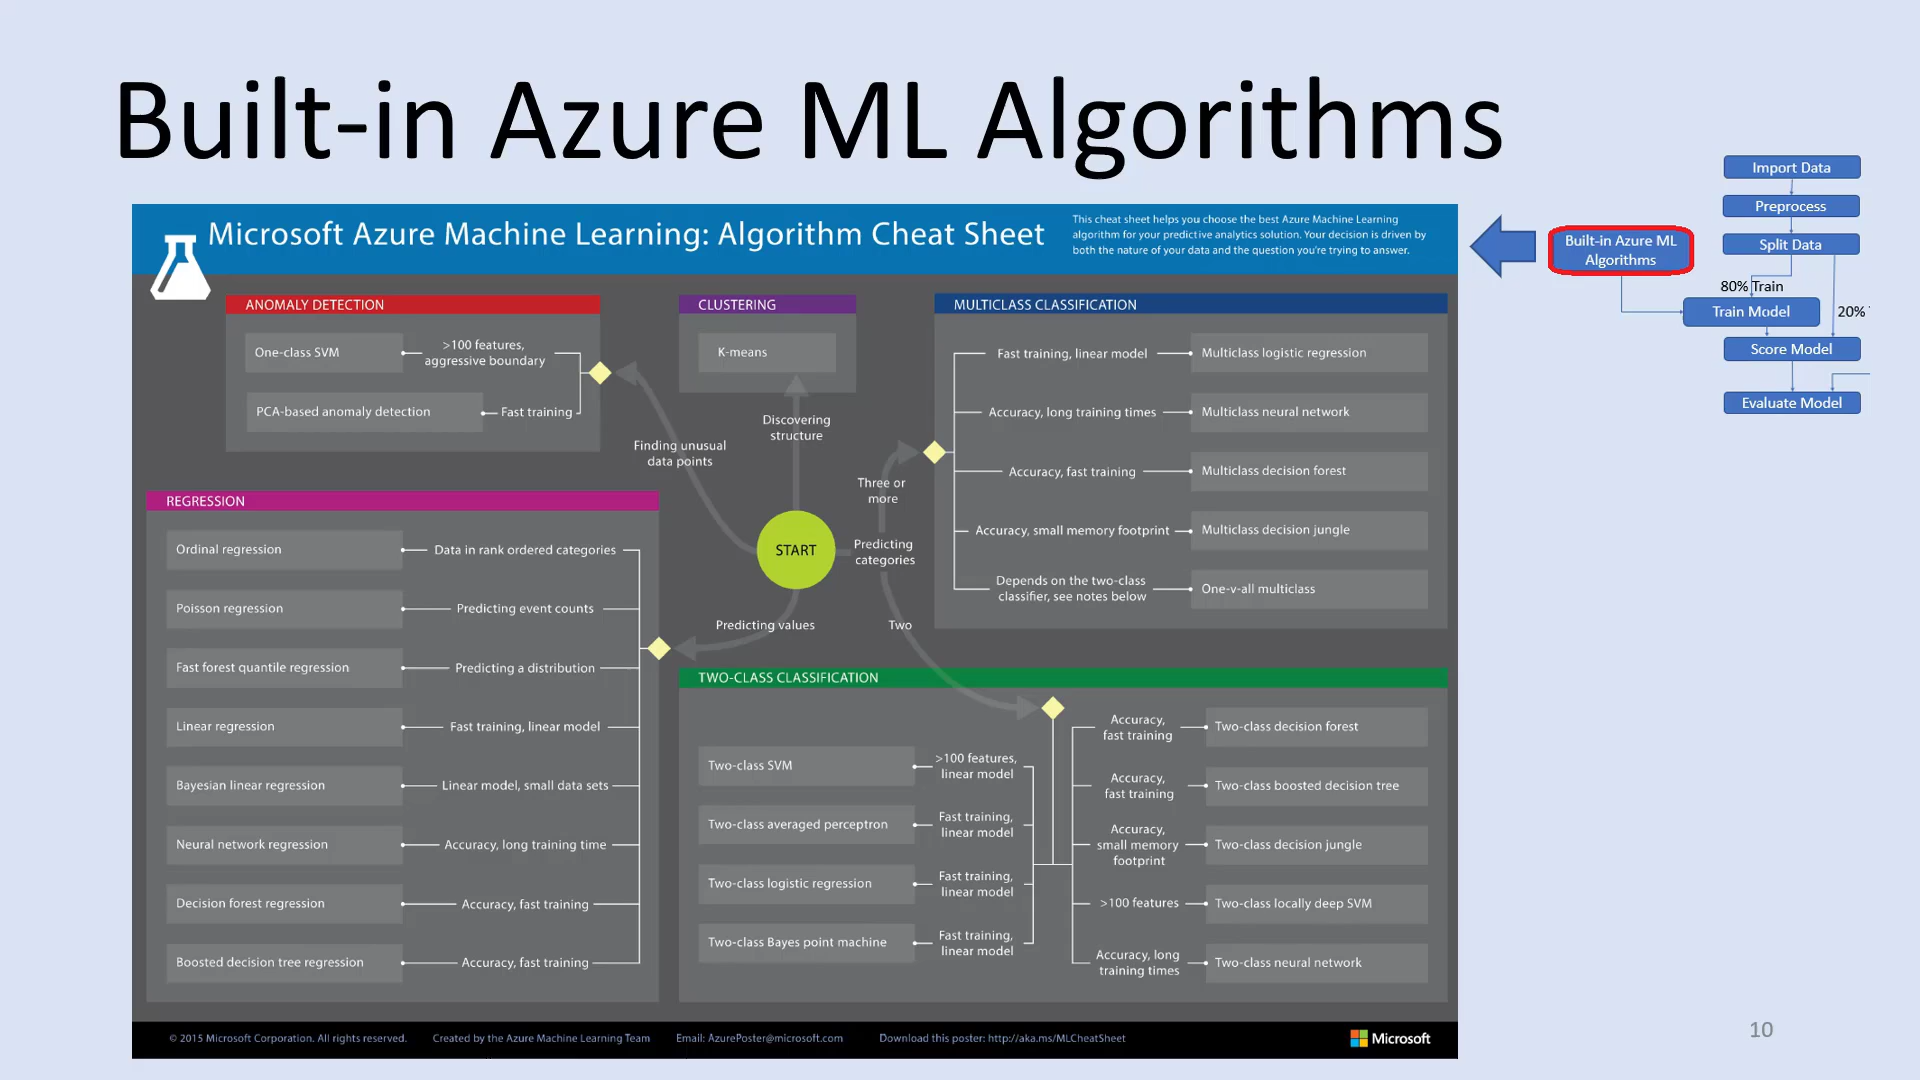 Built-in Azure ML Algorithms
Microsoft Azure Machine Learning: Algorithm Cheat Sheet
This cheat sheet helps you choose the best Azure Machine Learning
algorithm for your predictive analytics solution. Your decision is driven by
both the nature of your data and the question you're trying to answer.
ANOMALY DETECTION
One-class SVM
>100 features,
aggressive boundary
PCA-based anomaly detection
Fast training
CLUSTERING
K-means
Discovering
structure
Finding unusual
data points
START
Three or
more
Predicting
categories
Predicting values
Two
MULTICLASS CLASSIFICATION
Fast training, linear model
Multiclass logistic regression
Accuracy, long training times
Multiclass neural network
Accuracy, fast training
Multiclass decision forest
Accuracy, small memory footprint
Multiclass decision jungle
Depends on the two-class
classifier, see notes below
One-v-all multiclass
REGRESSION
Ordinal regression
Data in rank ordered categories
Poisson regression
Predicting event counts
Fast forest quantile regression
Predicting a distribution
Linear regression
Fast training, linear model
Bayesian linear regression
Linear model, small data sets
Neural network regression
Accuracy, long training time
Decision forest regression
Accuracy, fast training
Boosted decision tree regression
Accuracy, fast training
TWO-CLASS CLASSIFICATION
Two-class SVM
>100 features,
linear model
Two-class averaged perceptron
Fast training,
linear model
Two-class logistic regression
Fast training,
linear model
Two-class Bayes point machine
Fast training,
linear model
Accuracy,
fast training
Two-class decision forest
Accuracy,
fast training
Two-class boosted decision tree
Accuracy,
small memory
footprint
Two-class decision jungle
>100 features
Two-class locally deep SVM
Accuracy, long
training times
Two-class neural network
© 2015 Microsoft Corporation. All rights reserved.
Created by the Azure Machine Learning Team
Email: AzurePoster@microsoft.com
Download this poster: http://aka.ms/MLCheatSheet
Microsoft
Import Data
Preprocess
Split Data
Built-in Azure ML
Algorithms
80% Train
Train Model
20%
Score Model
Evaluate Model
10